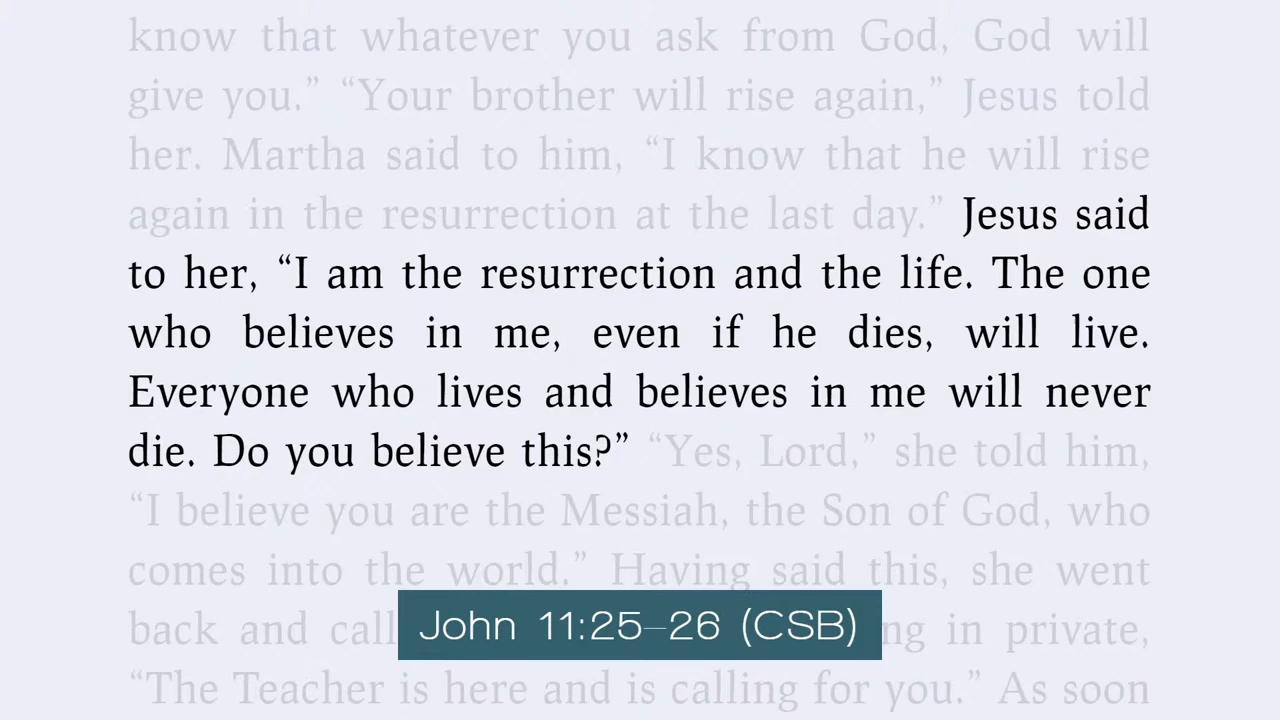 know that whatever you ask from God, God will
give you.” “Your brother will rise again,” Jesus told
her. Martha said to him, “I know that he will rise
again in the resurrection at the last day.” Jesus said
to her, “I am the resurrection and the life. The one
who believes in me, even if he dies, will live.
Everyone who lives and believes in me will never
die. Do you believe this?” “Yes, Lord,” she told him,
“I believe you are the Messiah, the Son of God, who
comes into the world.” Having said this, she went
back and in private,
John 11:25–26 (CSB)
“The Teacher is here and is calling for you.” As soon